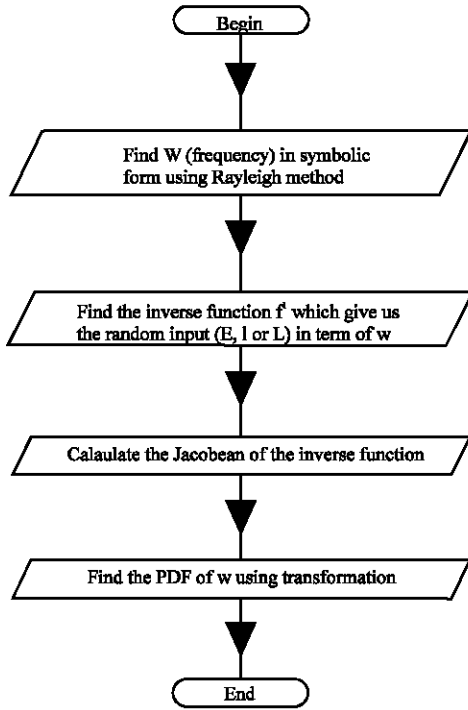 Begin
Find W (frequency) in symbolic
form using Rayleigh method
Find the inverse function f' which give us
the random input (E, l or L) in term of w
Calaulate the Jacobean of the inverse function
Find the PDF of w using transformation
End